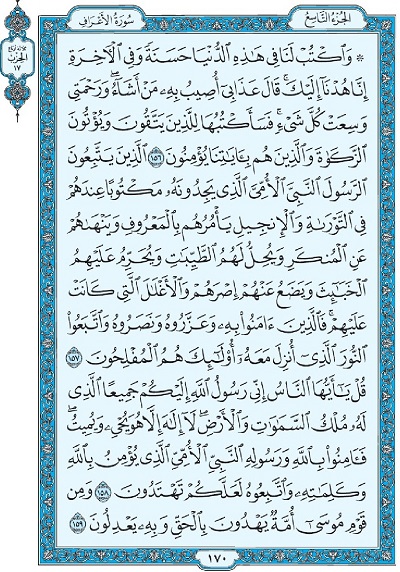 الجزء التاسع
سورة الأعراف
۞ وَٱكۡتُبۡ لَنَا فِي هَٰذِهِ ٱلدُّنۡيَا حَسَنَةٗ وَفِي ٱلۡأٓخِرَةِ
إِنَّا هُدۡنَآ إِلَيۡكَۚ قَالَ عَذَابِيٓ أُصِيبُ بِهِۦ مَنۡ أَشَآءُۖ وَرَحۡمَتِي
وَسِعَتۡ كُلَّ شَيۡءٖۚ فَسَأَكۡتُبُهَا لِلَّذِينَ يَتَّقُونَ وَيُؤۡتُونَ
ٱلزَّكَوٰةَ وَٱلَّذِينَ هُم بِـَٔايَٰتِنَا يُؤۡمِنُونَ ١٥٦ ٱلَّذِينَ يَتَّبِعُونَ
ٱلرَّسُولَ ٱلنَّبِيَّ ٱلۡأُمِّيَّ ٱلَّذِي يَجِدُونَهُۥ مَكۡتُوبًا عِندَهُمۡ
فِي ٱلتَّوۡرَىٰةِ وَٱلۡإِنجِيلِ يَأۡمُرُهُم بِٱلۡمَعۡرُوفِ وَيَنۡهَىٰهُمۡ
عَنِ ٱلۡمُنكَرِ وَيُحِلُّ لَهُمُ ٱلطَّيِّبَٰتِ وَيُحَرِّمُ عَلَيۡهِمُ
ٱلۡخَبَٰٓئِثَ وَيَضَعُ عَنۡهُمۡ إِصۡرَهُمۡ وَٱلۡأَغۡلَٰلَ ٱلَّتِي كَانَتۡ
عَلَيۡهِمۡۚ فَٱلَّذِينَ ءَامَنُواْ بِهِۦ وَعَزَّرُوهُ وَنَصَرُوهُ وَٱتَّبَعُواْ
ٱلنُّورَ ٱلَّذِيٓ أُنزِلَ مَعَهُۥٓ أُوْلَٰٓئِكَ هُمُ ٱلۡمُفۡلِحُونَ ١٥٧
قُلۡ يَٰٓأَيُّهَا ٱلنَّاسُ إِنِّي رَسُولُ ٱللَّهِ إِلَيۡكُمۡ جَمِيعًا ٱلَّذِي
لَهُۥ مُلۡكُ ٱلسَّمَٰوَٰتِ وَٱلۡأَرۡضِۖ لَآ إِلَٰهَ إِلَّا هُوَ يُحۡيِۦ وَيُمِيتُۖ
فَـَٔامِنُواْ بِٱللَّهِ وَرَسُولِهِ ٱلنَّبِيِّ ٱلۡأُمِّيِّ ٱلَّذِي يُؤۡمِنُ بِٱللَّهِ
وَكَلِمَٰتِهِۦ وَٱتَّبِعُوهُ لَعَلَّكُمۡ تَهۡتَدُونَ ١٥٨ وَمِن
قَوۡمِ مُوسَىٰٓ أُمَّةٞ يَهۡدُونَ بِٱلۡحَقِّ وَبِهِۦ يَعۡدِلُونَ ١٥٩
١٧٠
الحزب
١٧